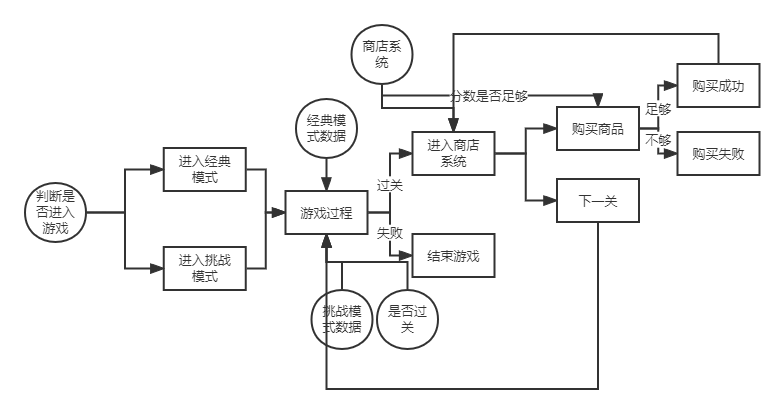 商店系
统
分数是否足够
购买成功
经典模
式数据
足够
购买商品
进入商店
系统
不够
购买失败
进入经典
模式
过关
判断是
否进入
游戏
游戏过程
下一关
失败
进入挑战
模式
结束游戏
挑战模
式数据
是否过
关